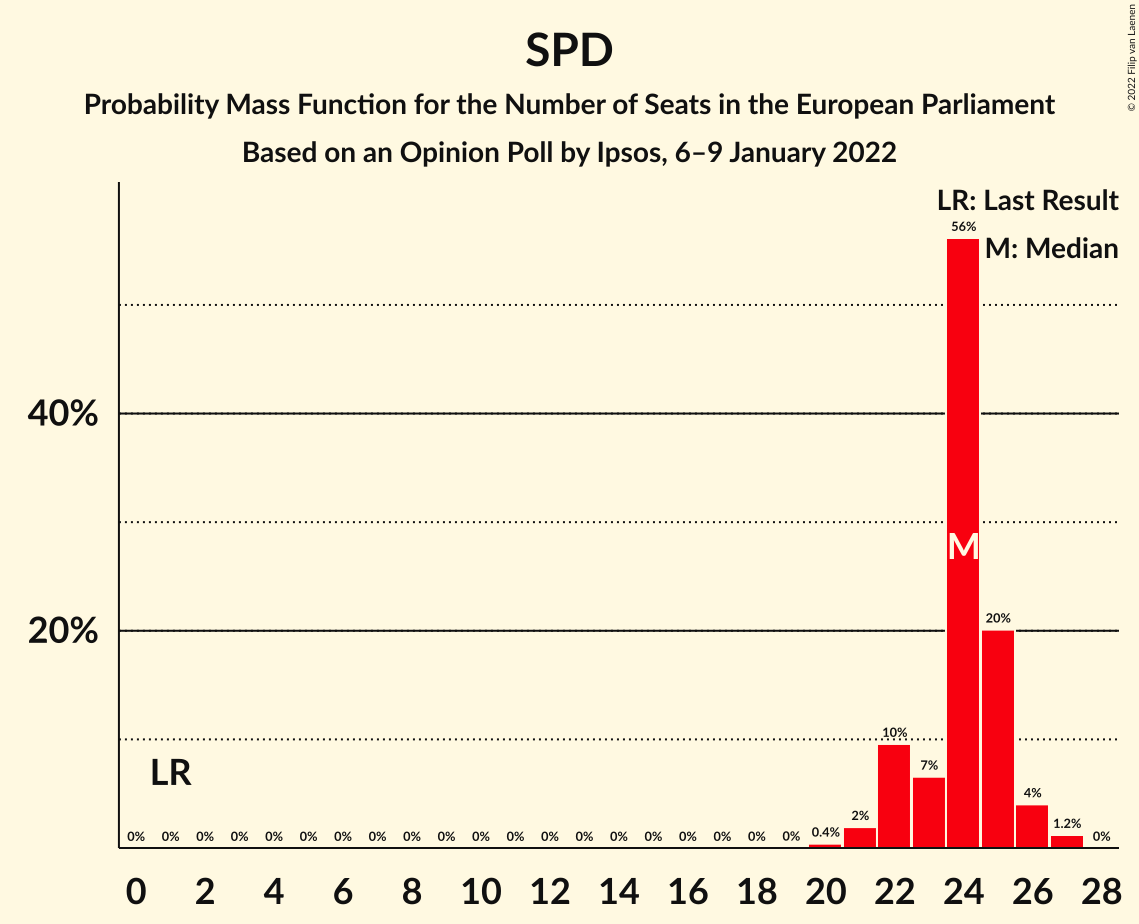 SPD
Probability Mass Function for the Number of Seats in the European Parliament
Based on an Opinion Poll by Ipsos, 6–9 January 2022
© 2022 Filip van Laenen
LR: Last Result
M: Median
56%
40%
M
20%
20%
10%
7%
LR
4%
2%
1.2%
0% 0% 0% 0% 0% 0% 0% 0% 0% 0% 0% 0% 0% 0% 0% 0% 0% 0% 0% 0% 0.4% 0%
0 2 4 6 8 10 12 14 16 18 20 22 24 26 28